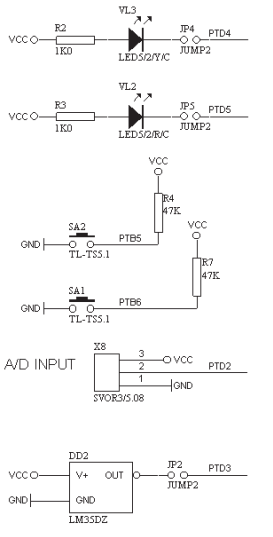 VL3
R2 JP4 PTD4
VCC
1K0 LED5/2/Y/C JUMP2
VL2
R3 JP5 PTD5
VCC
1K0 LED5/2/R/C JUMP2
VCC
R4
47K
VCC
SA2
GND PTB5
TL-TS5.1
R7
47K
SA1
GND PTB6
TL-TS5.1
X8
A/D INPUT
3 VCC
2 PTD2
1 GND
SVOR3/5.08
DD2
JP2 PTD3
VCC V+ OUT
JUMP2
GND GND
LM35DZ